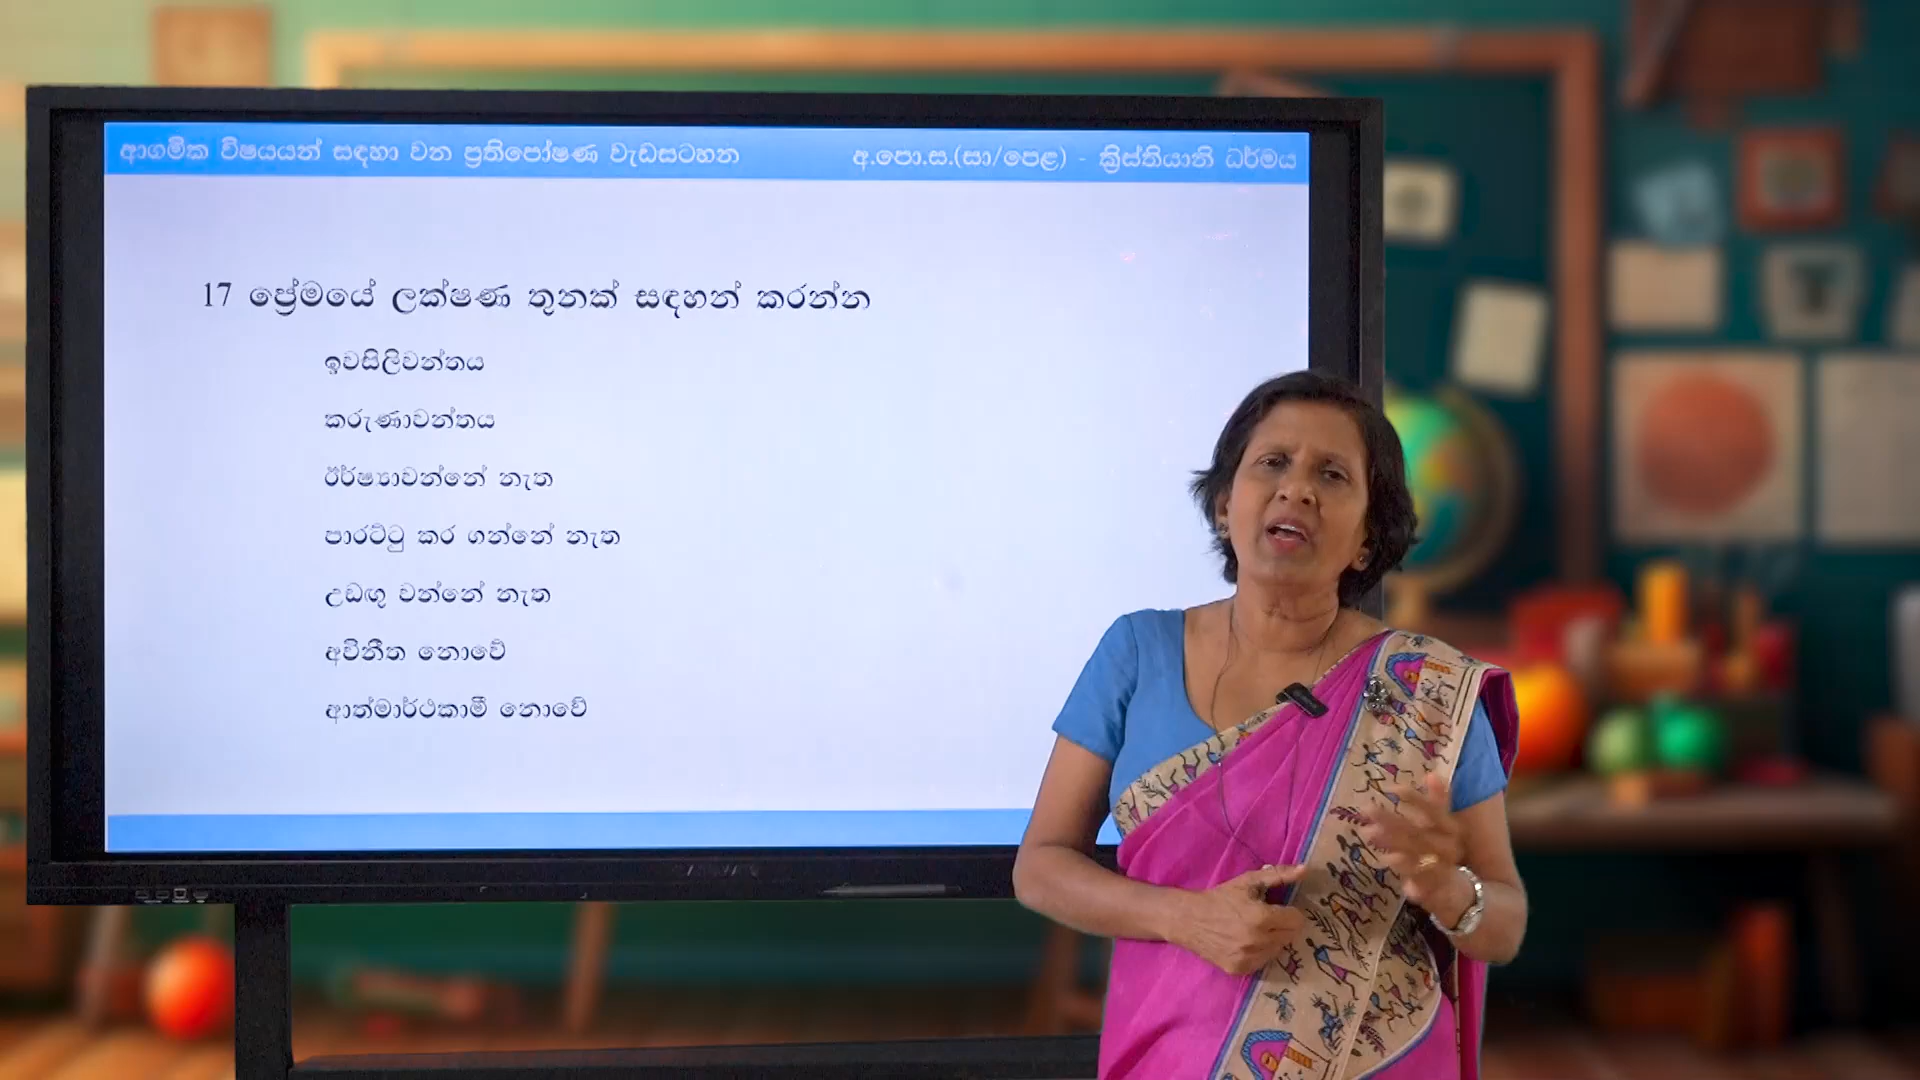 ආගමික විෂයයන් සඳහා වන ප්‍රතිපෝෂණ වැඩසටහන
අ.පො.ස.(සා/පෙළ) - ක්‍රිස්තියානි ධර්මය
17 ප්‍රේමයේ ලක්ෂණ තුනක් සඳහන් කරන්න
ඉවසිලිවන්තය
කරුණාවන්තය
ඊර්ෂ්‍යාවන්නේ නැත
පාරට්ටු කර ගන්නේ නැත
උඩඟු වන්නේ නැත
අවිනීත නොවේ
ආත්මාර්ථකාමී නොවේ